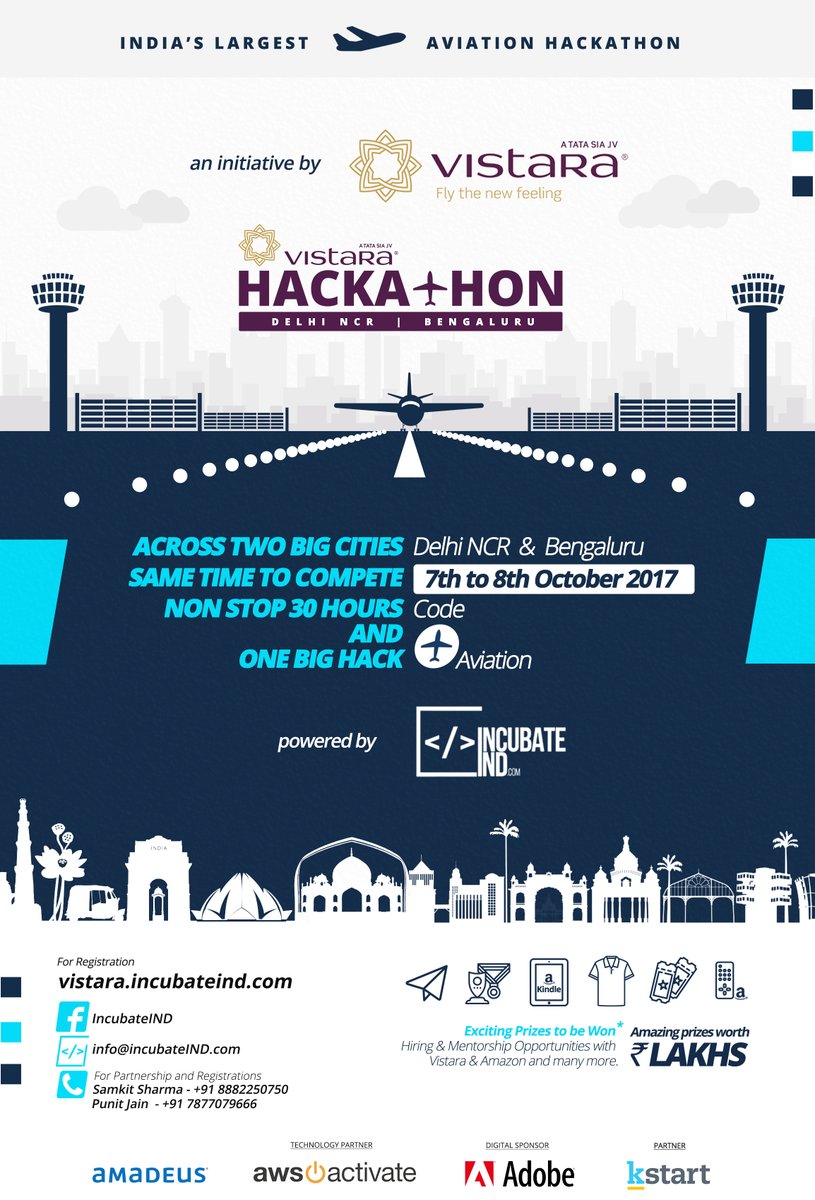 INDIA'S LARGEST AVIATION HACKATHON
an initiative by
A TATA SIA JV
VISTARA®
Fly the new feeling
A TATA SIA JV
VISTARA®
HACKATHON
DELHI NCR | BENGALURU
ACROSS TWO BIG CITIES Delhi NCR & Bengaluru
SAME TIME TO COMPETE 7th to 8th October 2017
NON STOP 30 HOURS Code
AND
ONE BIG HACK Aviation
powered by
</> INCUBATE
IND.COM
INDIA
For Registration
vistara.incubateind.com
IncubateIND
</> info@incubateIND.com
For Partnership and Registrations
Samkit Sharma - +91 8882250750
Punit Jain - +91 7877079666
a
Kindle
a
Exciting Prizes to be Won*
Hiring & Mentorship Opportunities with
Vistara & Amazon and many more.
Amazing prizes worth
₹ LAKHS
TECHNOLOGY PARTNER
DIGITAL SPONSOR
PARTNER
amadeus
aws activate
Adobe
kstart